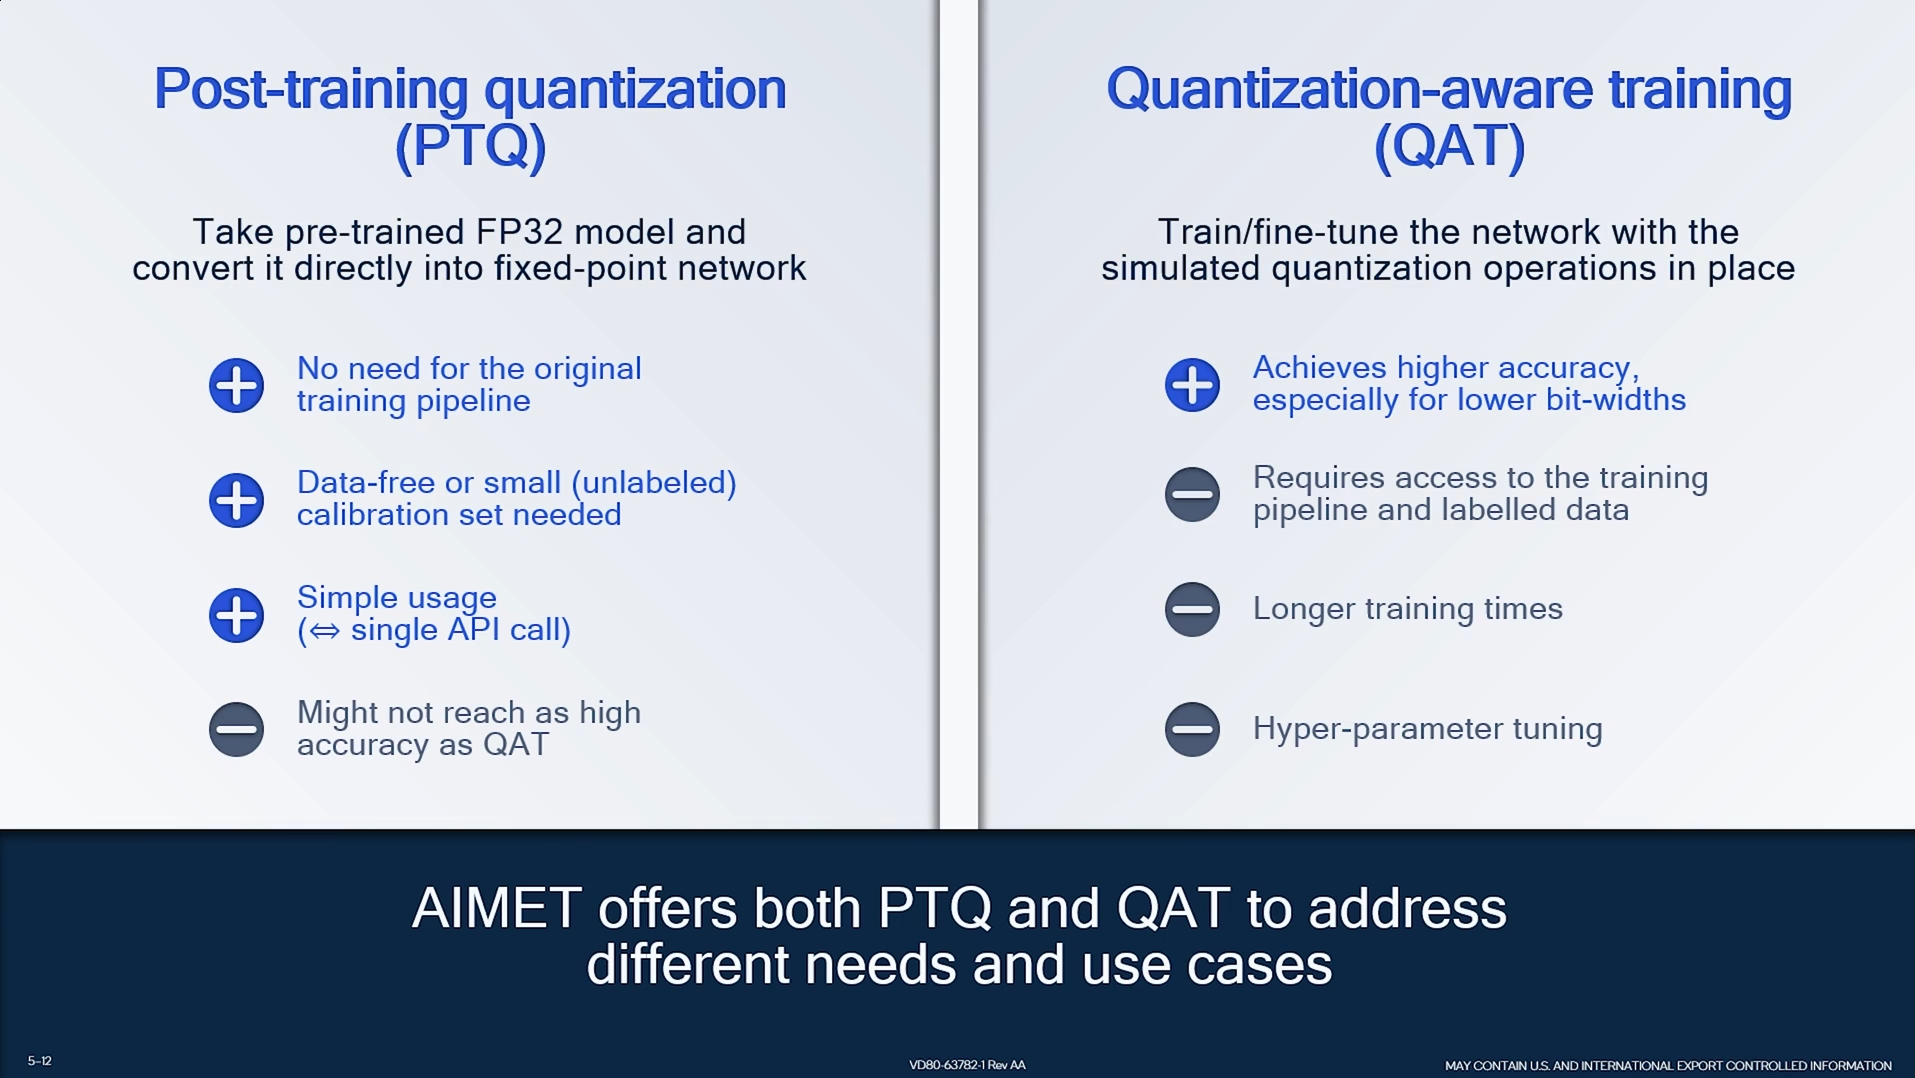 Post-training quantization
(PTQ)
Take pre-trained FP32 model and
convert it directly into fixed-point network
No need for the original
training pipeline
Data-free or small (unlabeled)
calibration set needed
Simple usage
(⇔ single API call)
Might not reach as high
accuracy as QAT
Quantization-aware training
(QAT)
Train/fine-tune the network with the
simulated quantization operations in place
Achieves higher accuracy,
especially for lower bit-widths
Requires access to the training
pipeline and labelled data
Longer training times
Hyper-parameter tuning
AIMET offers both PTQ and QAT to address
different needs and use cases
5-12
VD80-63782-1 Rev AA
MAY CONTAIN U.S. AND INTERNATIONAL EXPORT CONTROLLED INFORMATION